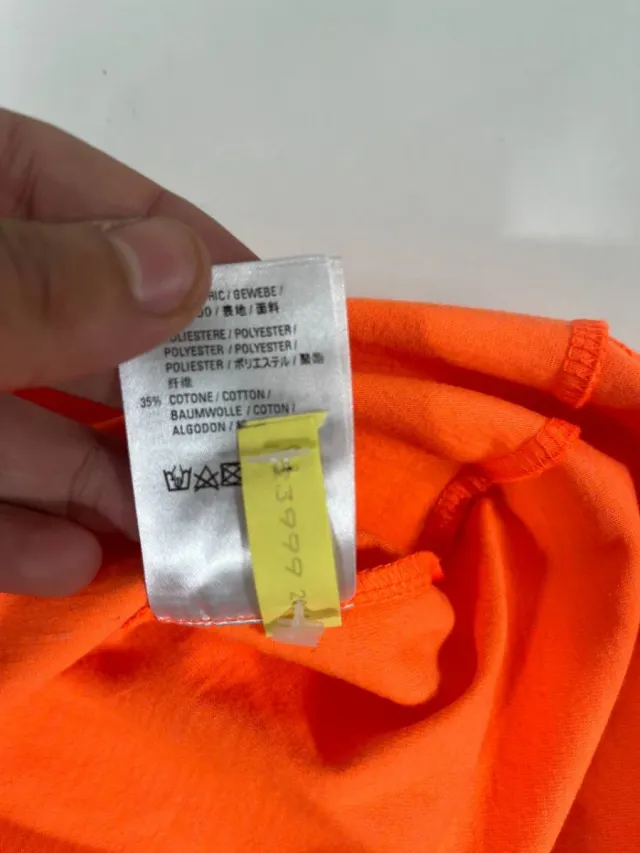 RIC / GEWEBE /
DO / 表地 / 面料
OLIESTERE / POLYESTER /
POLYESTER / POLYESTER /
POLIESTER / ポリエステル / 聚酯
纤维
35% COTONE / COTTON /
BAUMWOLLE / COTON /
ALGODON /
3999